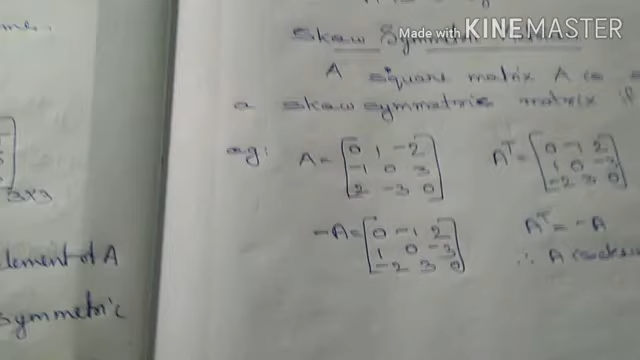 Made with KINEMASTER
Skew Symmetric
A square matrix A is
a skew symmetric matrix if
eg: A = [0 1 -2
-1 0 3
2 -3 0]
A^T = [0 -1 2
1 0 -3
-2 3 0]
-A = [0 -1 2
1 0 -3
-2 3 0]
A^T = -A
∴ A is skew
3x3
element of A
symmetric